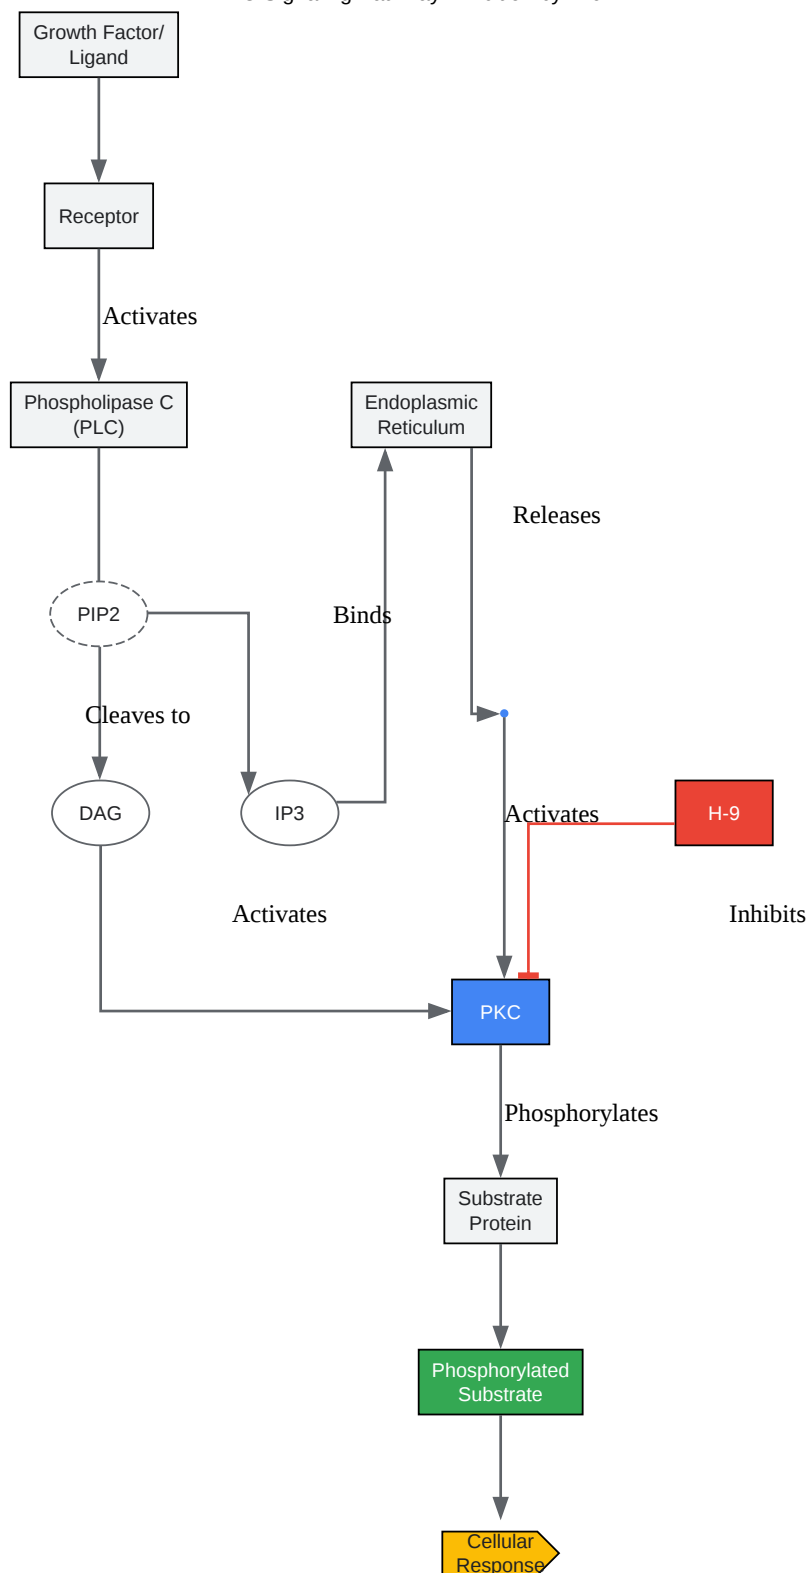 Growth Factor/
Ligand
Receptor
Activates
Phospholipase C
(PLC)
Endoplasmic
Reticulum
Releases
PIP2
Binds
Cleaves to
DAG
IP3
Activates
H-9
Activates
Inhibits
PKC
Phosphorylates
Substrate
Protein
Phosphorylated
Substrate
Cellular
Response